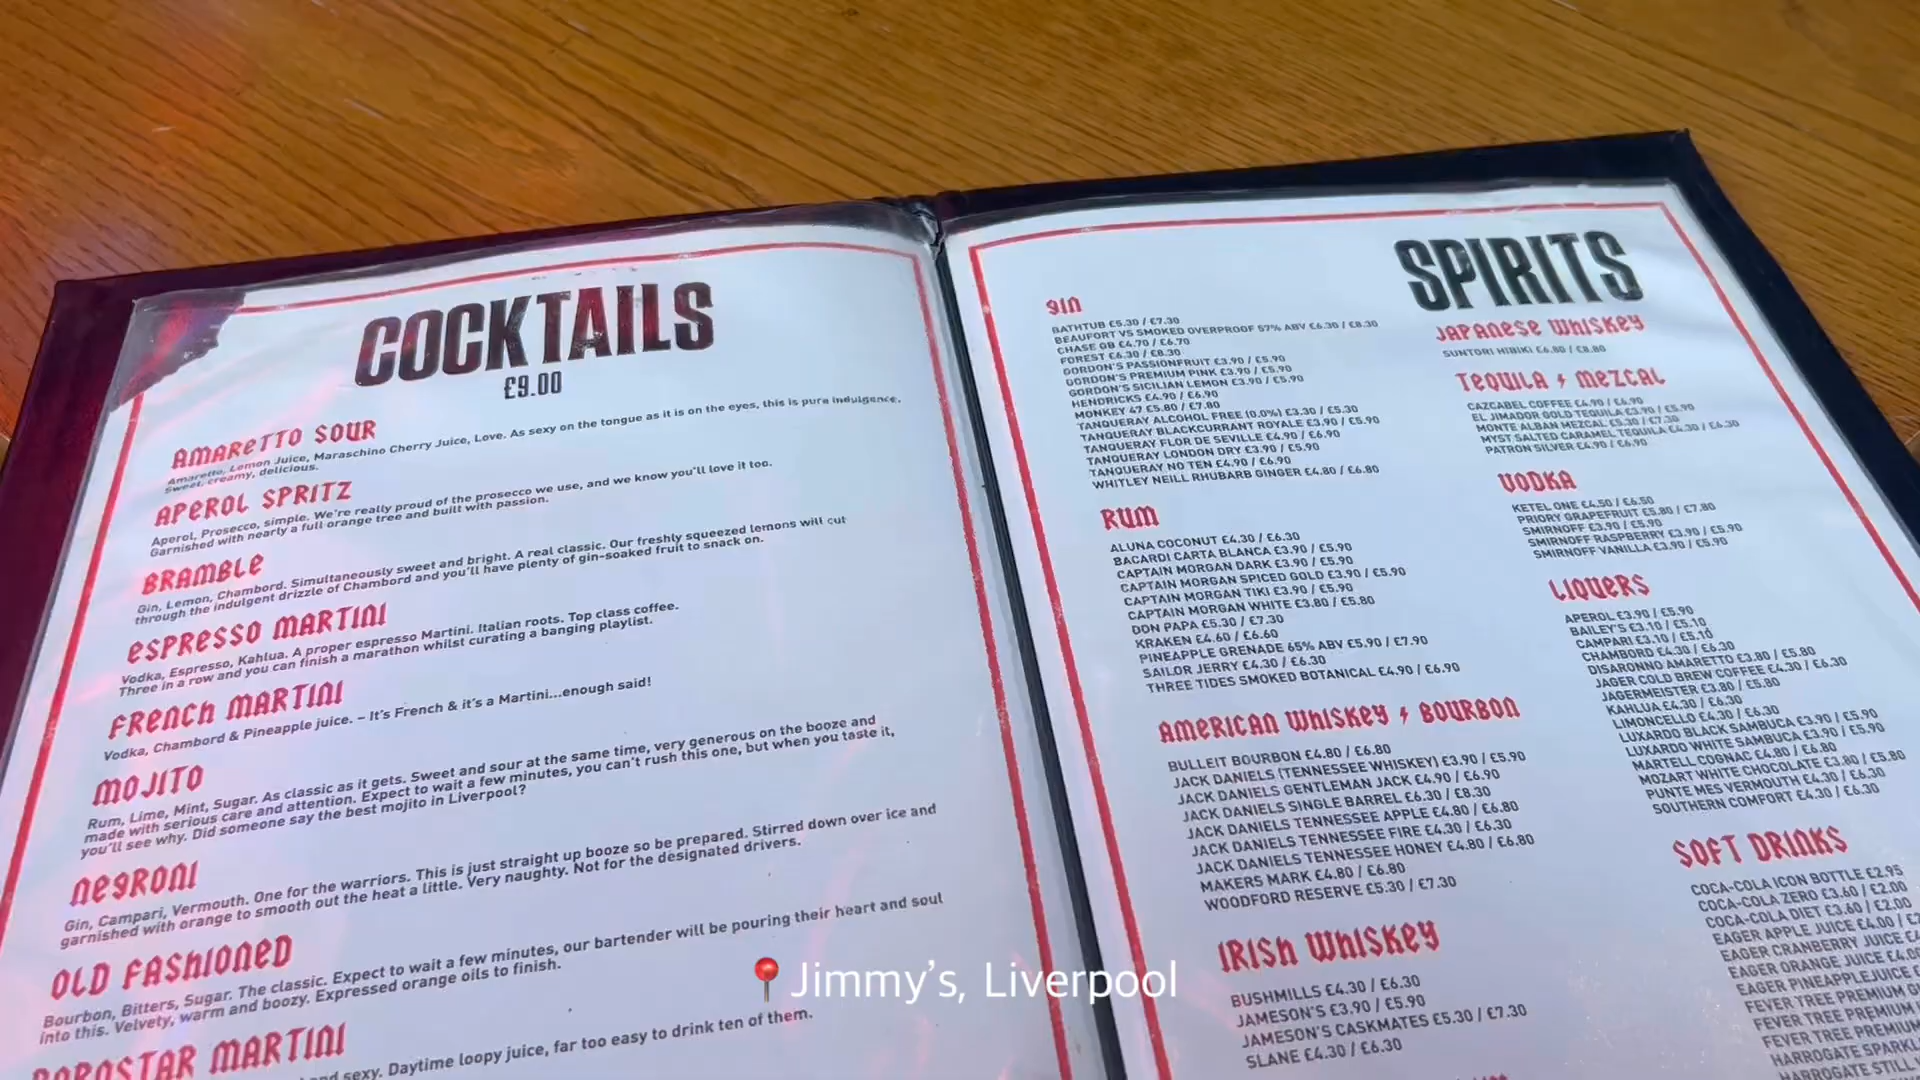 COCKTAILS
£9.00
AMARETTO SOUR
Amaretto, Lemon Juice, Maraschino Cherry Juice, Love. As sexy on the tongue as it is on the eyes, this is pure indulgence.
Sweet, creamy, delicious.
APEROL SPRITZ
Aperol, Prosecco, simple. We're really proud of the prosecco we use, and we know you'll love it too.
Garnished with nearly a full orange tree and built with passion.
BRAMBLE
Gin, Lemon, Chambord. Simultaneously sweet and bright. A real classic. Our freshly squeezed lemons will cut
through the indulgent drizzle of Chambord and you'll have plenty of gin-soaked fruit to snack on.
ESPRESSO MARTINI
Vodka, Espresso, Kahlua. A proper espresso Martini. Italian roots. Top class coffee.
Three in a row and you can finish a marathon whilst curating a banging playlist.
FRENCH MARTINI
Vodka, Chambord & Pineapple juice. – It's French & it's a Martini...enough said!
MOJITO
Rum, Lime, Mint, Sugar. As classic as it gets. Sweet and sour at the same time, very generous on the booze and
made with serious care and attention. Expect to wait a few minutes, you can't rush this one, but when you taste it,
you'll see why. Did someone say the best mojito in Liverpool?
NEGRONI
Gin, Campari, Vermouth. One for the warriors. This is just straight up booze so be prepared. Stirred down over ice and
garnished with orange to smooth out the heat a little. Very naughty. Not for the designated drivers.
OLD FASHIONED
Bourbon, Bitters, Sugar. The classic. Expect to wait a few minutes, our bartender will be pouring their heart and soul
into this. Velvety, warm and boozy. Expressed orange oils to finish.
PORNSTAR MARTINI
and sexy. Daytime loopy juice, far too easy to drink ten of them.
SPIRITS
GIN
BATHTUB £5.30 / £7.30
BEAUFORT VS SMOKED OVERPROOF 57% ABV £6.30 / £8.30
CHASE GB £4.70 / £6.70
FOREST £6.30 / £8.30
GORDON'S PASSIONFRUIT £3.90 / £5.90
GORDON'S PREMIUM PINK £3.90 / £5.90
GORDON'S SICILIAN LEMON £3.90 / £5.90
HENDRICKS £4.90 / £6.90
MONKEY 47 £5.80 / £7.80
TANQUERAY ALCOHOL FREE (0.0%) £3.30 / £5.30
TANQUERAY BLACKCURRANT ROYALE £3.90 / £5.90
TANQUERAY FLOR DE SEVILLE £4.90 / £6.90
TANQUERAY LONDON DRY £3.90 / £5.90
TANQUERAY NO TEN £4.90 / £6.90
WHITLEY NEILL RHUBARB GINGER £4.80 / £6.80
RUM
ALUNA COCONUT £4.30 / £6.30
BACARDI CARTA BLANCA £3.90 / £5.90
CAPTAIN MORGAN DARK £3.90 / £5.90
CAPTAIN MORGAN SPICED GOLD £3.90 / £5.90
CAPTAIN MORGAN TIKI £3.90 / £5.90
CAPTAIN MORGAN WHITE £3.80 / £5.80
DON PAPA £5.30 / £7.30
KRAKEN £4.60 / £6.60
PINEAPPLE GRENADE 65% ABV £5.90 / £7.90
SAILOR JERRY £4.30 / £6.30
THREE TIDES SMOKED BOTANICAL £4.90 / £6.90
AMERICAN WHISKEY BOURBON
BULLEIT BOURBON £4.80 / £6.80
JACK DANIELS (TENNESSEE WHISKEY) £3.90 / £5.90
JACK DANIELS GENTLEMAN JACK £4.90 / £6.90
JACK DANIELS SINGLE BARREL £6.30 / £8.30
JACK DANIELS TENNESSEE APPLE £4.80 / £6.80
JACK DANIELS TENNESSEE FIRE £4.30 / £6.30
JACK DANIELS TENNESSEE HONEY £4.80 / £6.80
MAKERS MARK £4.80 / £6.80
WOODFORD RESERVE £5.30 / £7.30
IRISH WHISKEY
BUSHMILLS £4.30 / £6.30
JAMESON'S £3.90 / £5.90
JAMESON'S CASKMATES £5.30 / £7.30
SLANE £4.30 / £6.30
JAPANESE WHISKEY
SUNTORI HIBIKI £6.80 / £8.80
TEQUILA MEZCAL
CAZCABEL COFFEE £4.90 / £6.90
EL JIMADOR GOLD TEQUILA £3.90 / £5.90
MONTE ALBAN MEZCAL £5.30 / £7.30
MYST SALTED CARAMEL TEQUILA £4.30 / £6.30
PATRON SILVER £4.90 / £6.90
VODKA
KETEL ONE £4.50 / £6.50
PRIORY GRAPEFRUIT £5.80 / £7.80
SMIRNOFF £3.90 / £5.90
SMIRNOFF RASPBERRY £3.90 / £5.90
SMIRNOFF VANILLA £3.90 / £5.90
LIQUERS
APEROL £3.90 / £5.90
BAILEY'S £3.10 / £5.10
CAMPARI £3.10 / £5.10
CHAMBORD £4.30 / £6.30
DISARONNO AMARETTO £3.80 / £5.80
JAGER COLD BREW COFFEE £4.30 / £6.30
JAGERMEISTER £3.80 / £5.80
KAHLUA £4.30 / £6.30
LIMONCELLO £4.30 / £6.30
LUXARDO BLACK SAMBUCA £3.90 / £5.90
LUXARDO WHITE SAMBUCA £3.90 / £5.90
MARTELL COGNAC £4.80 / £6.80
MOZART WHITE CHOCOLATE £3.80 / £5.80
PUNTE MES VERMOUTH £4.30 / £6.30
SOUTHERN COMFORT £4.30 / £6.30
SOFT DRINKS
COCA-COLA ICON BOTTLE £2.95
COCA-COLA ZERO £3.60 / £2.00
COCA-COLA DIET £3.60 / £2.00
EAGER APPLE JUICE £4.00 /
EAGER CRANBERRY JUICE
EAGER ORANGE JUICE
EAGER PINEAPPLEJUICE
FEVER TREE PREMIUM
FEVER TREE PREMIUM
FEVER TREE PREMIUM
HARROGATE
HARROGATE STILL
Jimmy's, Liverpool